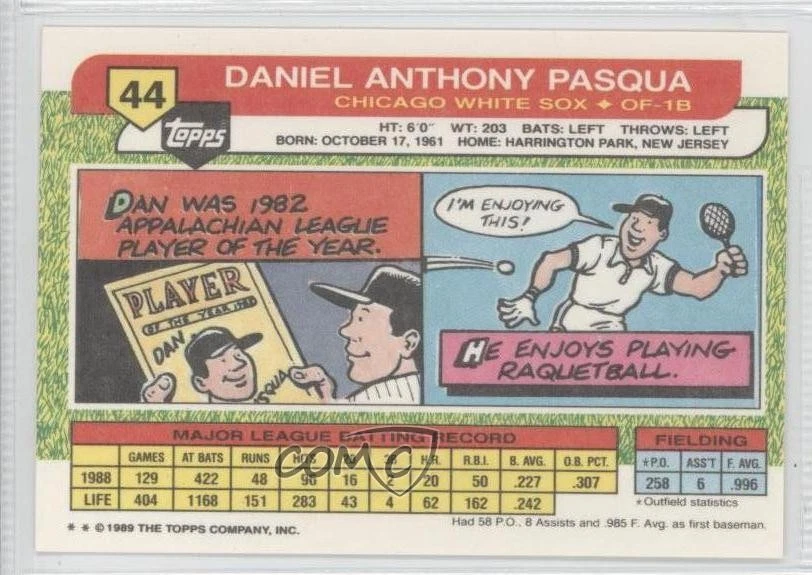 44
Topps
DANIEL ANTHONY PASQUA
CHICAGO WHITE SOX ✦ OF-1B
HT: 6'0" WT: 203 BATS: LEFT THROWS: LEFT
BORN: OCTOBER 17, 1961 HOME: HARRINGTON PARK, NEW JERSEY
DAN WAS 1982
APPALACHIAN LEAGUE
PLAYER OF THE YEAR.
PLAYER
OF THE YEAR
DAN
PASQUA
I'M ENJOYING
THIS!
HE ENJOYS PLAYING
RAQUETBALL.
MAJOR LEAGUE BATTING RECORD
GAMES AT BATS RUNS HITS H.R. R.B.I. B. AVG. O.B. PCT.
1988 129 422 48 96 16 2 20 50 .227 .307
LIFE 404 1168 151 283 43 4 62 162 .242
FIELDING
*P.O. ASS'T F. AVG.
258 6 .996
*Outfield statistics
Had 58 P.O., 8 Assists and .985 F. Avg. as first baseman.
* * © 1989 THE TOPPS COMPANY, INC.
COMC